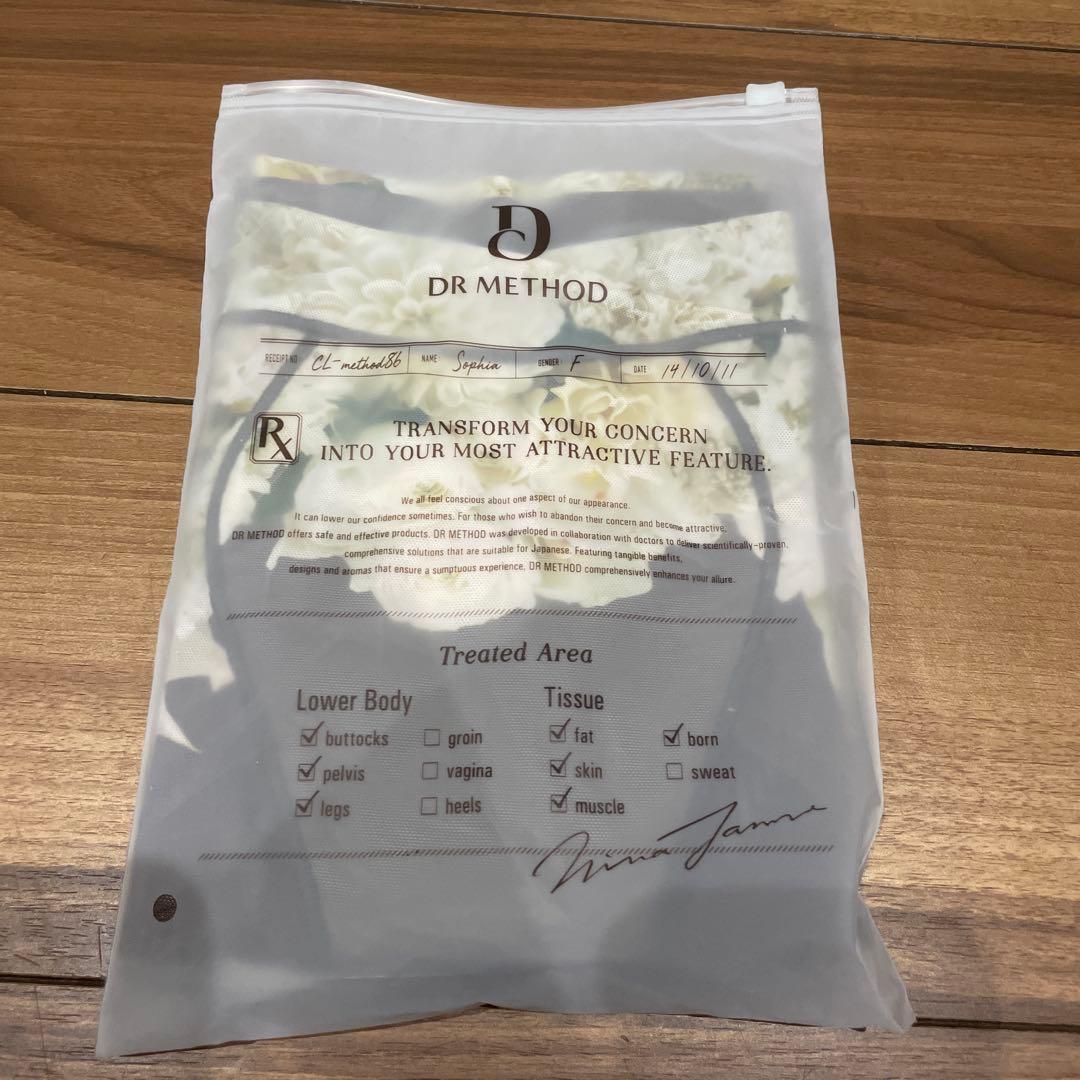 DR METHOD
RECEIPT NO CL-method86 NAME: Sophia GENDER: F DATE 14/10/11
Rx
TRANSFORM YOUR CONCERN
INTO YOUR MOST ATTRACTIVE FEATURE.
We all feel conscious about one aspect of our appearance.
It can lower our confidence sometimes. For those who wish to abandon their concern and become attractive,
DR METHOD offers safe and effective products. DR METHOD was developed in collaboration with doctors to deliver scientifically-proven,
comprehensive solutions that are suitable for Japanese. Featuring tangible benefits,
designs and aromas that ensure a sumptuous experience, DR METHOD comprehensively enhances your allure.
Treated Area
Lower Body Tissue
buttocks groin fat born
pelvis vagina skin sweat
legs heels muscle